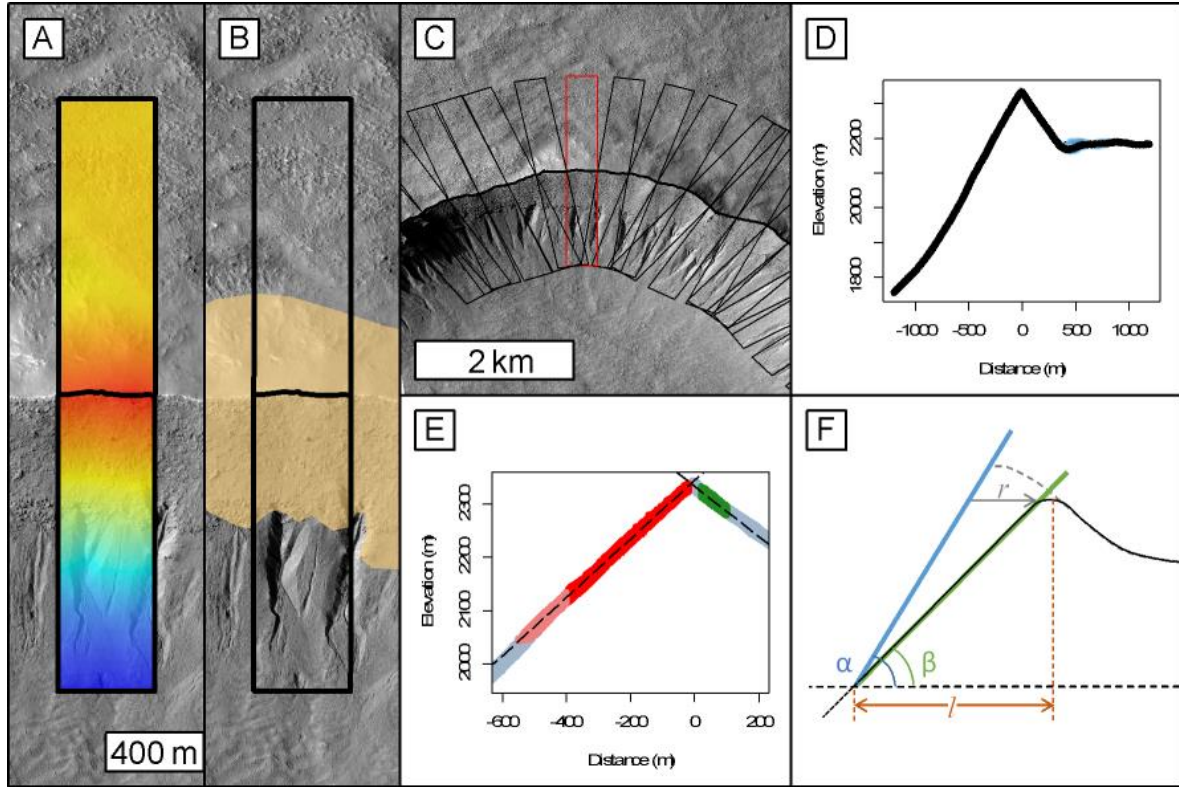 A
400 m
B
C
2 km
D
Elevation (m)
2200
2000
1800
-1000
-500
0
500
1000
Distance (m)
E
Elevation (m)
2300
2200
2100
2000
-600
-400
-200
0
200
Distance (m)
F
r
α
β
l